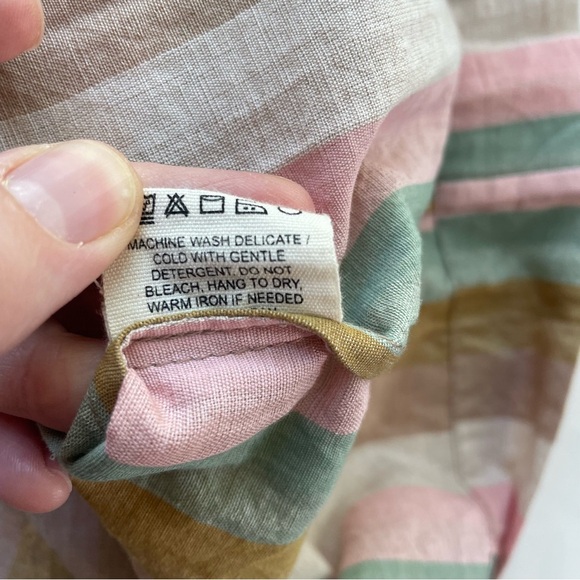 MACHINE WASH DELICATE /
COLD WITH GENTLE
DETERGENT. DO NOT
BLEACH, HANG TO DRY,
WARM IRON IF NEEDED